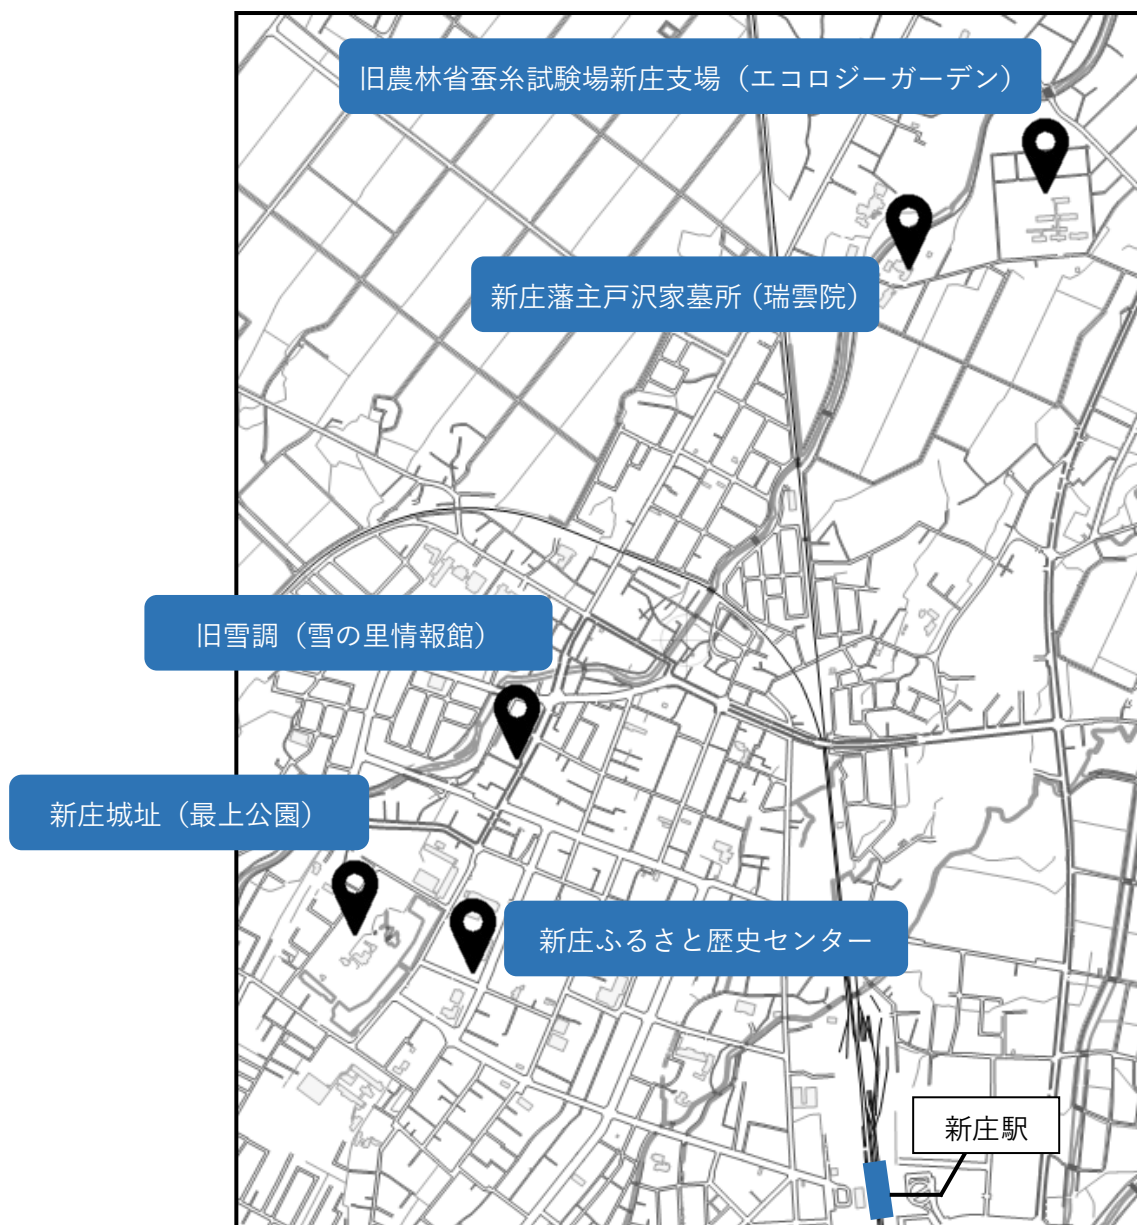 旧農林省蚕糸試験場新庄支場（エコロジーガーデン）
新庄藩主戸沢家墓所（瑞雲院）
旧雪調（雪の里情報館）
新庄城址（最上公園）
新庄ふるさと歴史センター
新庄駅